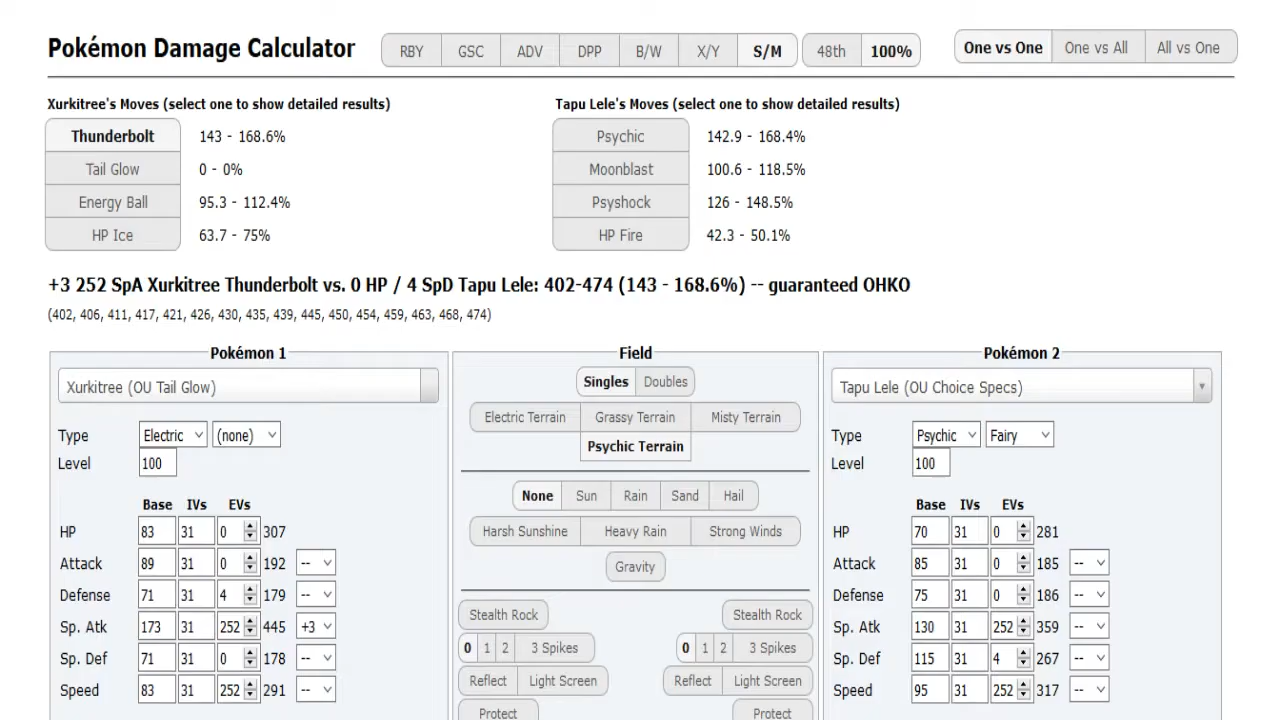 Pokémon Damage Calculator RBY GSC ADV DPP B/W X/Y S/M 48th 100% One vs One One vs All All vs One
Xurkitree's Moves (select one to show detailed results) Tapu Lele's Moves (select one to show detailed results)
Thunderbolt 143 - 168.6% Psychic 142.9 - 168.4%
Tail Glow 0 - 0% Moonblast 100.6 - 118.5%
Energy Ball 95.3 - 112.4% Psyshock 126 - 148.5%
HP Ice 63.7 - 75% HP Fire 42.3 - 50.1%
+3 252 SpA Xurkitree Thunderbolt vs. 0 HP / 4 SpD Tapu Lele: 402-474 (143 - 168.6%) -- guaranteed OHKO
(402, 406, 411, 417, 421, 426, 430, 435, 439, 445, 450, 454, 459, 463, 468, 474)
Pokémon 1 Field Pokémon 2
Xurkitree (OU Tail Glow) Singles Doubles Tapu Lele (OU Choice Specs)
Electric Terrain Grassy Terrain Misty Terrain
Type Electric (none) Psychic Terrain Type Psychic Fairy
Level 100 Level 100
Base IVs EVs None Sun Rain Sand Hail Base IVs EVs
HP 83 31 0 307 Harsh Sunshine Heavy Rain Strong Winds HP 70 31 0 281
Attack 89 31 0 192 -- Gravity Attack 85 31 0 185 --
Defense 71 31 4 179 -- Defense 75 31 0 186 --
Stealth Rock Stealth Rock
Sp. Atk 173 31 252 445 +3 Sp. Atk 130 31 252 359 --
0 1 2 3 Spikes 0 1 2 3 Spikes
Sp. Def 71 31 0 178 -- Sp. Def 115 31 4 267 --
Reflect Light Screen Reflect Light Screen
Speed 83 31 252 291 -- Speed 95 31 252 317 --
Protect Protect